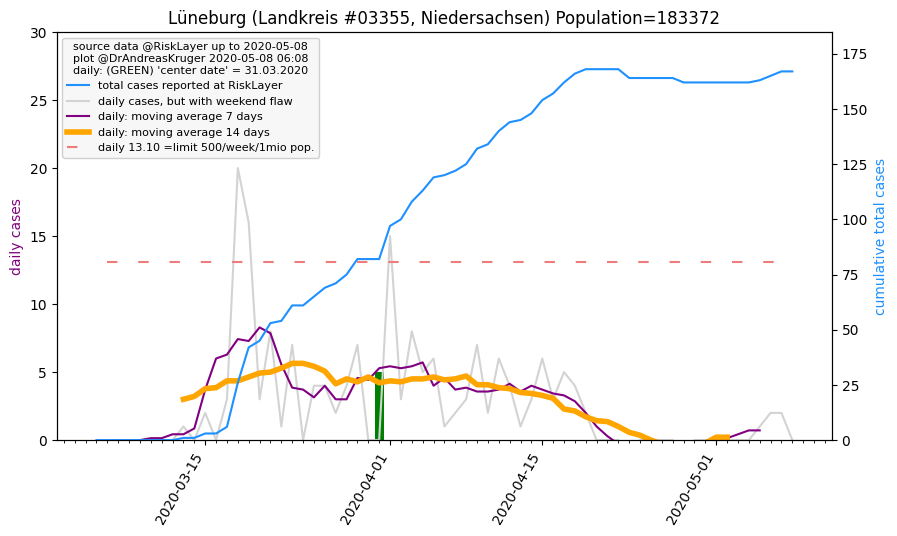 Lüneburg (Landkreis #03355, Niedersachsen) Population=183372
source data @RiskLayer up to 2020-05-08
plot @DrAndreasKruger 2020-05-08 06:08
daily: (GREEN) 'center date' = 31.03.2020
total cases reported at RiskLayer
daily cases, but with weekend flaw
daily: moving average 7 days
daily: moving average 14 days
daily 13.10 =limit 500/week/1mio pop.
daily cases
30
25
20
15
10
5
0
cumulative total cases
175
150
125
100
75
50
25
0
2020-03-15
2020-04-01
2020-04-15
2020-05-01